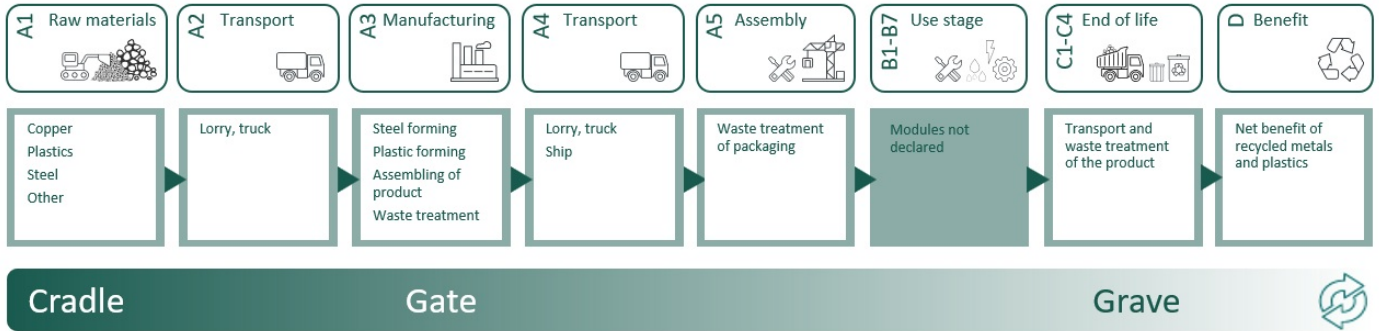 A1 Raw materials
A2 Transport
A3 Manufacturing
A4 Transport
A5 Assembly
B1-B7 Use stage
C1-C4 End of life
D Benefit
Copper
Plastics
Steel
Other
Lorry, truck
Steel forming
Plastic forming
Assembling of
product
Waste treatment
Lorry, truck
Ship
Waste treatment
of packaging
Modules not
declared
Transport and
waste treatment
of the product
Net benefit of
recycled metals
and plastics
Cradle
Gate
Grave